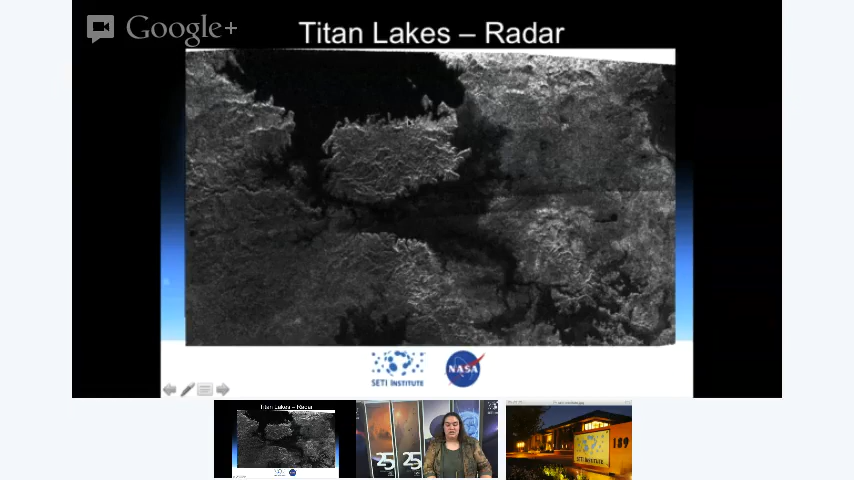 Google+
Titan Lakes – Radar
SETI INSTITUTE
NASA
Titan Lakes – Radar
25
25
189
SETI INSTITUTE